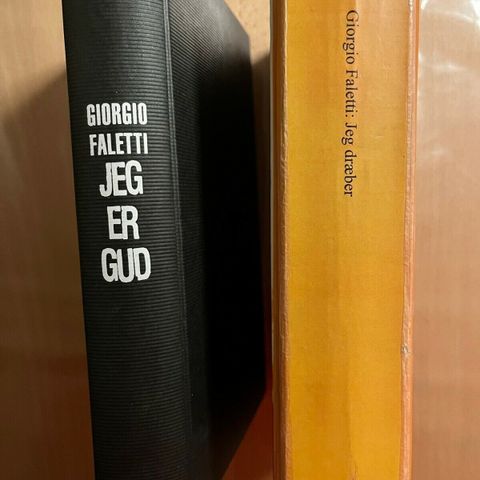 GIORGIO
FALETTI
JEG
ER
GUD
Giorgio Faletti: Jeg dræber